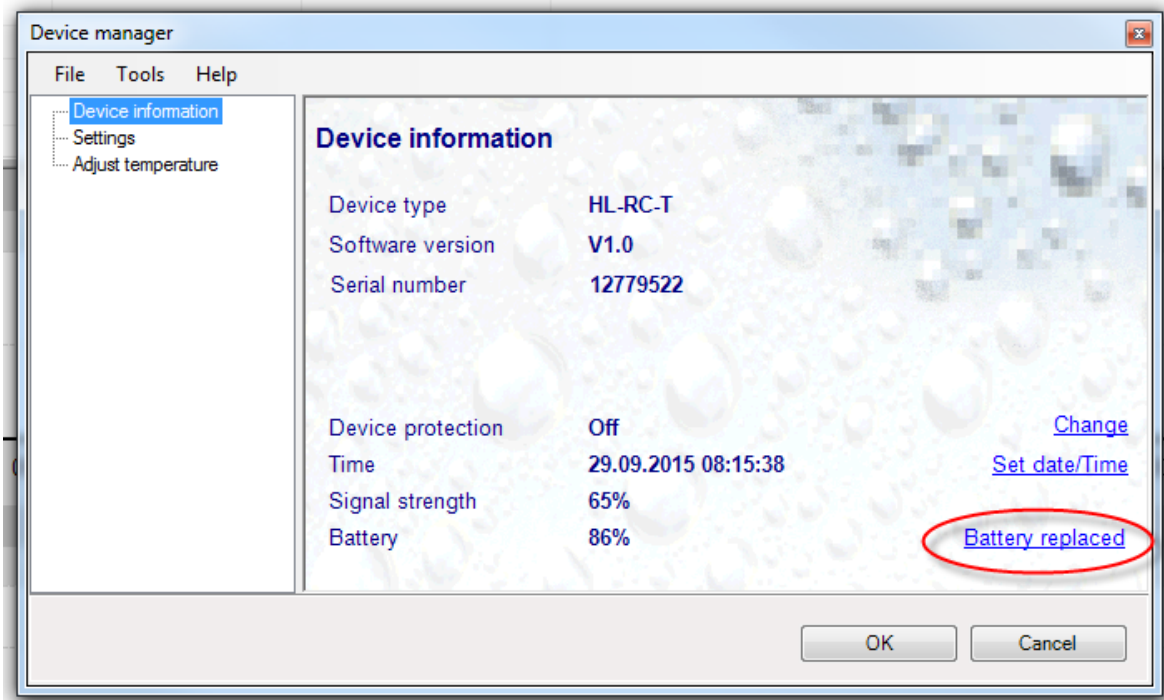 Device manager
File Tools Help
Device information
Settings
Adjust temperature
Device information
Device type HL-RC-T
Software version V1.0
Serial number 12779522
Device protection Off Change
Time 29.09.2015 08:15:38 Set date/Time
Signal strength 65%
Battery 86% Battery replaced
OK Cancel